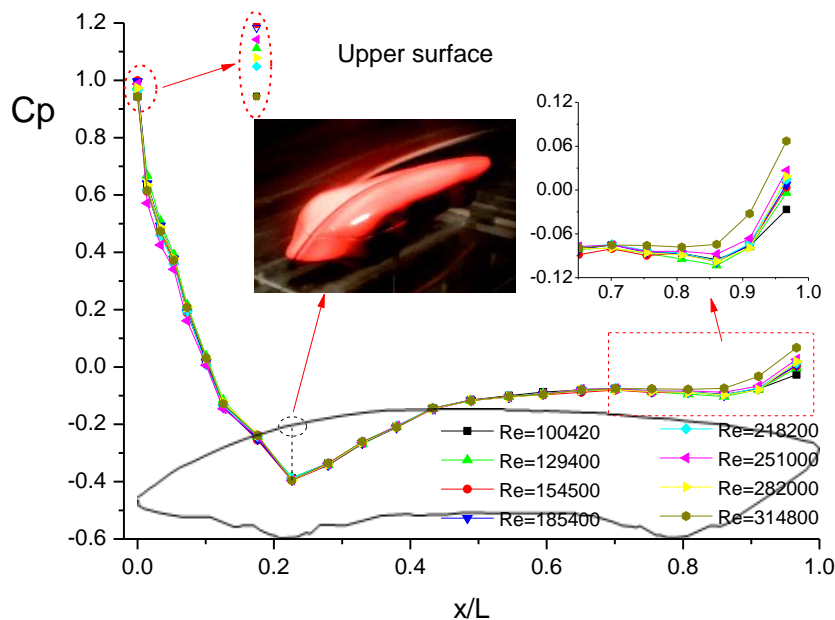 Upper surface
Cp
1.2
1.0
0.8
0.6
0.4
0.2
0.0
-0.2
-0.4
-0.6
0.12
0.06
0.00
-0.06
-0.12
0.7 0.8 0.9 1.0
Re=100420 Re=218200
Re=129400 Re=251000
Re=154500 Re=282000
Re=185400 Re=314800
0.0 0.2 0.4 0.6 0.8 1.0
x/L